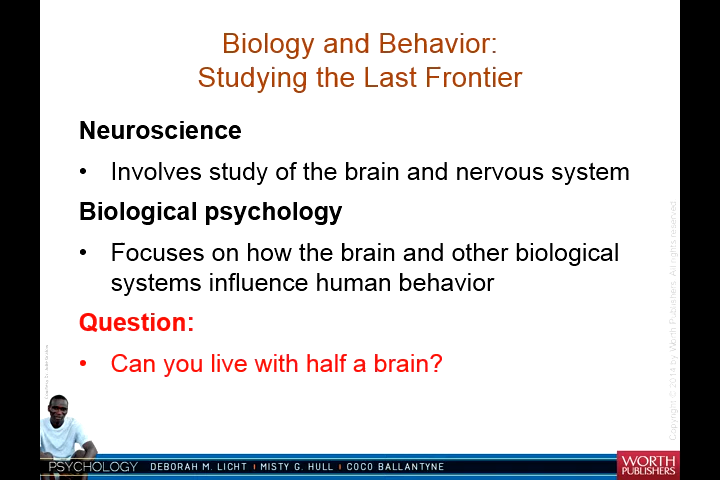 Biology and Behavior:
Studying the Last Frontier
Neuroscience
• Involves study of the brain and nervous system
Biological psychology
• Focuses on how the brain and other biological
systems influence human behavior
Question:
• Can you live with half a brain?
Copyright © 2014 by Worth Publishers. All rights reserved
PSYCHOLOGY DEBORAH M. LICHT | MISTY G. HULL | COCO BALLANTYNE
WORTH
PUBLISHERS